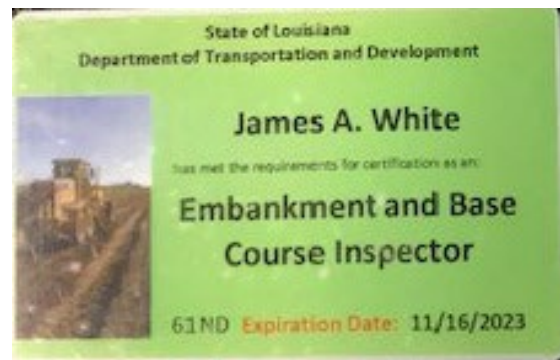 State of Louisiana
Department of Transportation and Development
James A. White
has met the requirements for certification as an:
Embankment and Base
Course Inspector
61ND Expiration Date: 11/16/2023